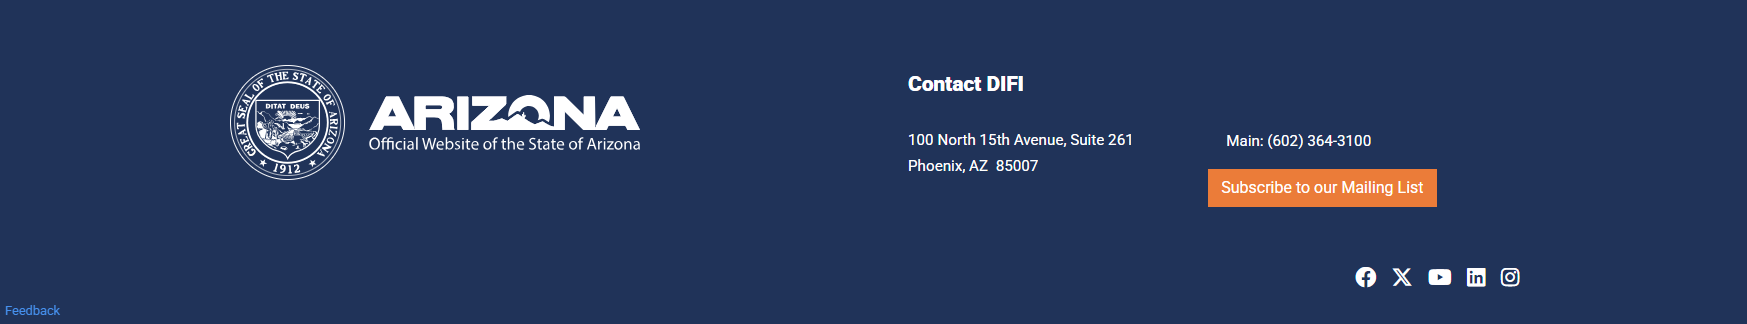 GREAT SEAL OF THE STATE OF ARIZONA
DITAT DEUS
1912
ARIZONA
Official Website of the State of Arizona
Contact DIFI
100 North 15th Avenue, Suite 261
Phoenix, AZ  85007
Main: (602) 364-3100
Subscribe to our Mailing List
Feedback